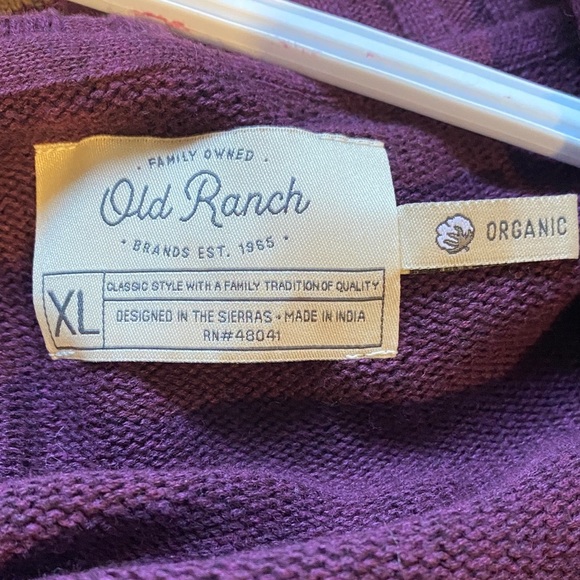 · FAMILY OWNED ·
Old Ranch
· BRANDS EST. 1965 ·
XL
CLASSIC STYLE WITH A FAMILY TRADITION OF QUALITY
DESIGNED IN THE SIERRAS • MADE IN INDIA
RN#48041
ORGANIC